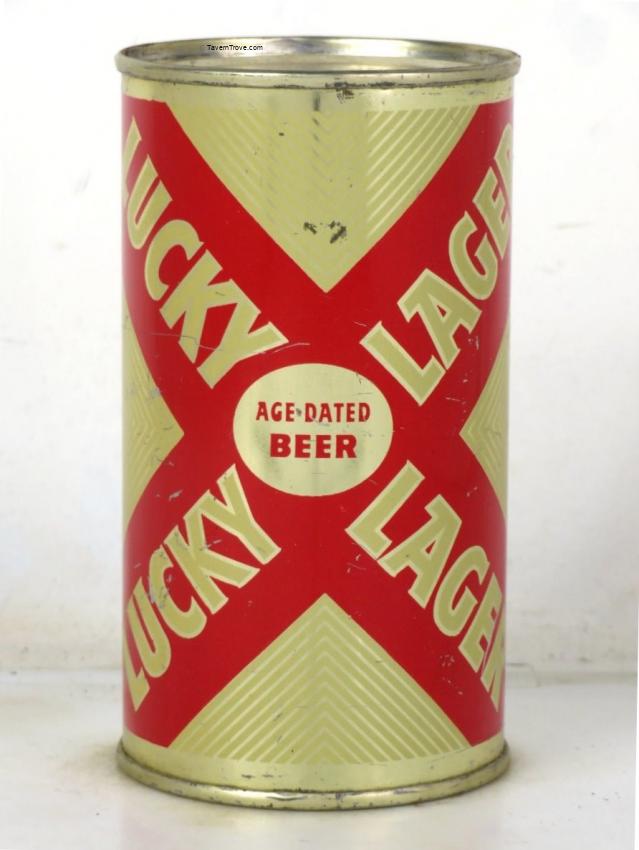 TavernTrove.com
LUCKY LAGER
AGE-DATED
BEER
LUCKY LAGER